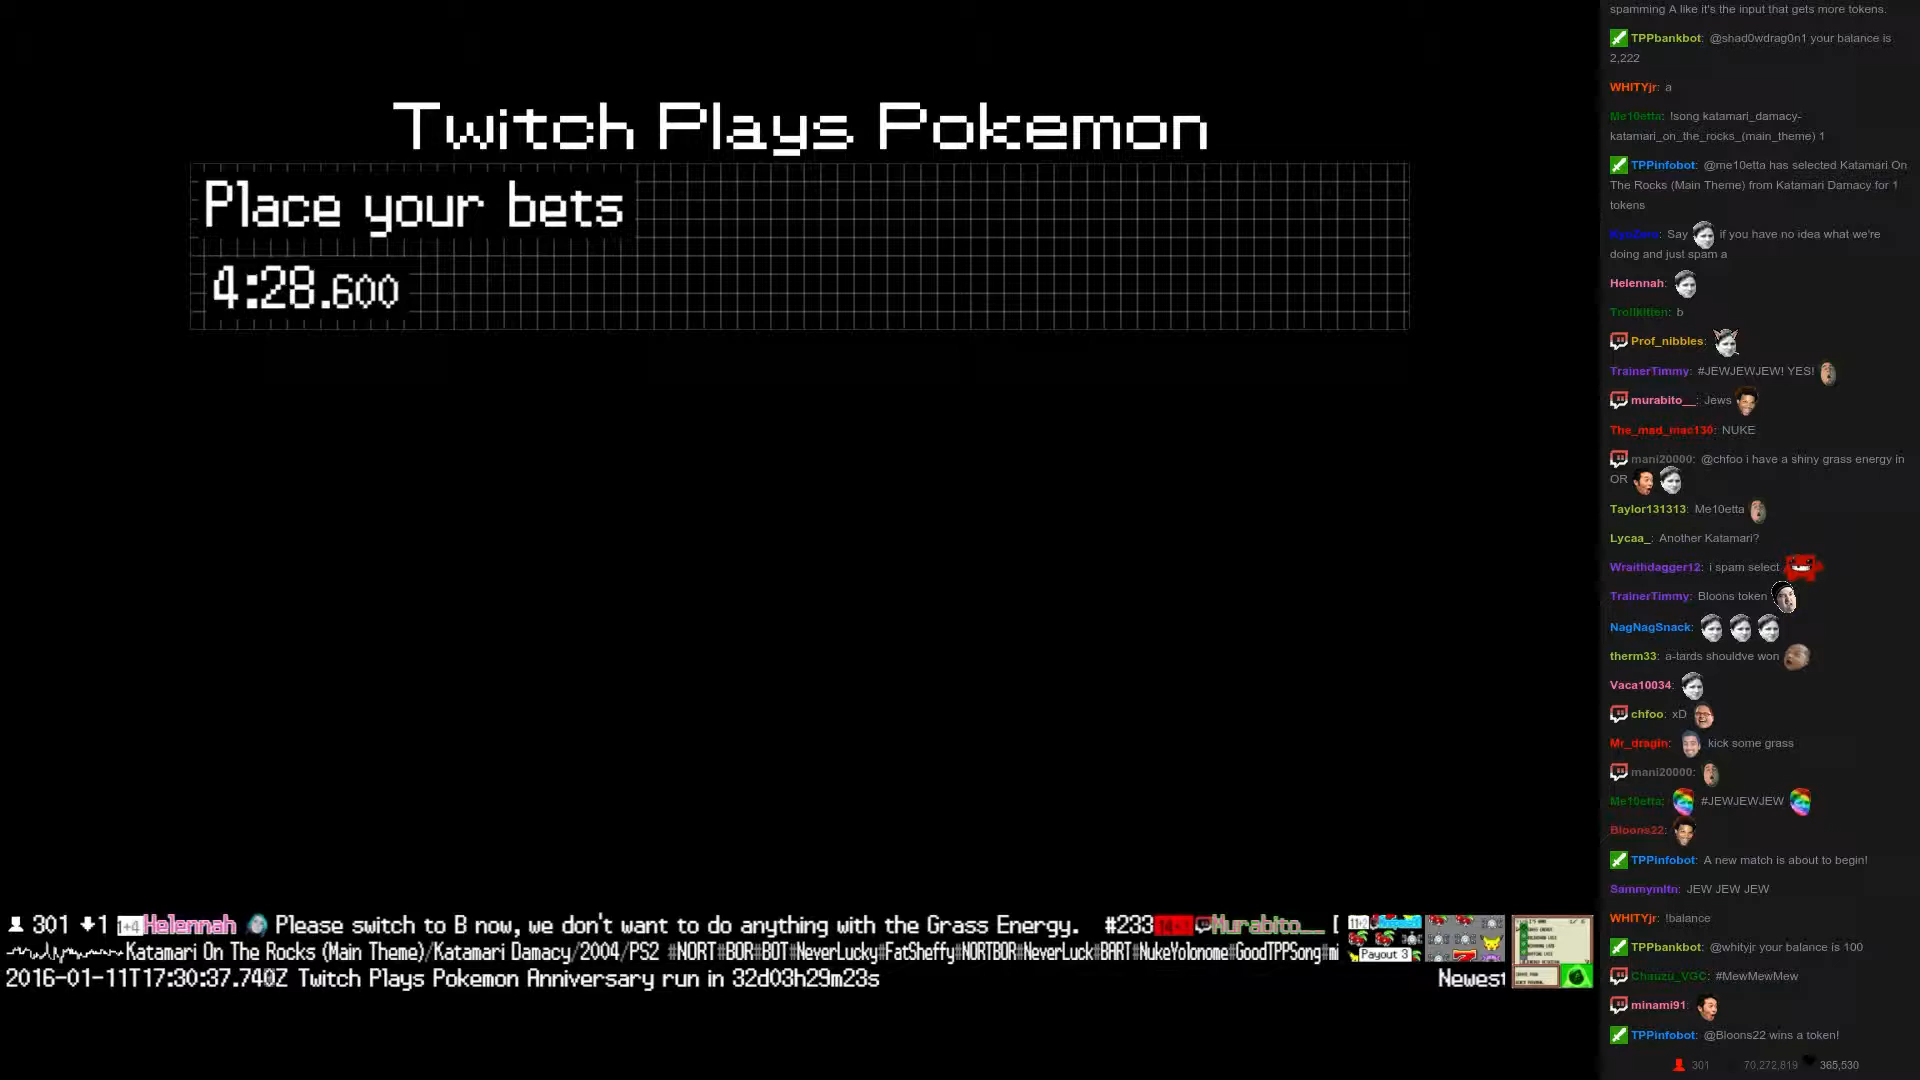 Twitch Plays Pokemon
Place your bets
4:28.600
301 1 1+4 Helennah Please switch to B now, we don't want to do anything with the Grass Energy. #233 Murabito__
Katamari On The Rocks (Main Theme)/Katamari Damacy/2004/PS2 #NORT#BOR#BOT#NeverLucky#FatSheffy#NORTBOR#NeverLuck#BART#NukeYolonome#GoodTPPSong#mi
2016-01-11T17:30:37.740Z Twitch Plays Pokemon Anniversary run in 32d03h29m23s
Payout 3
Newest
spamming A like it's the input that gets more tokens.
TPPbankbot: @shad0wdrag0n1 your balance is
2,222
WHITYjr: a
Me10etta: !song katamari_damacy-
katamari_on_the_rocks_(main_theme) 1
TPPinfobot: @me10etta has selected Katamari On
The Rocks (Main Theme) from Katamari Damacy for 1
tokens
Say if you have no idea what we're
doing and just spam a
Helennah:
TrollKitten: b
Prof_nibbles:
TrainerTimmy: #JEWJEWJEW! YES!
murabito__: Jews
The_mad_mac130: NUKE
mani20000: @chfoo i have a shiny grass energy in
OR
Taylor131313: Me10etta
Lycaa_: Another Katamari?
Wraithdagger12: i spam select
TrainerTimmy: Bloons token
NagNagSnack:
therm33: a-tards shouldve won
Vaca10034:
chfoo: xD
Mr_dragin: kick some grass
mani20000:
Me10etta: #JEWJEWJEW
Bloons22:
TPPinfobot: A new match is about to begin!
Sammymltn: JEW JEW JEW
WHITYjr: !balance
TPPbankbot: @whityjr your balance is 100
Chauzu_VGC: #MewMewMew
minami91:
TPPinfobot: @Bloons22 wins a token!
301 70,272,819 365,530